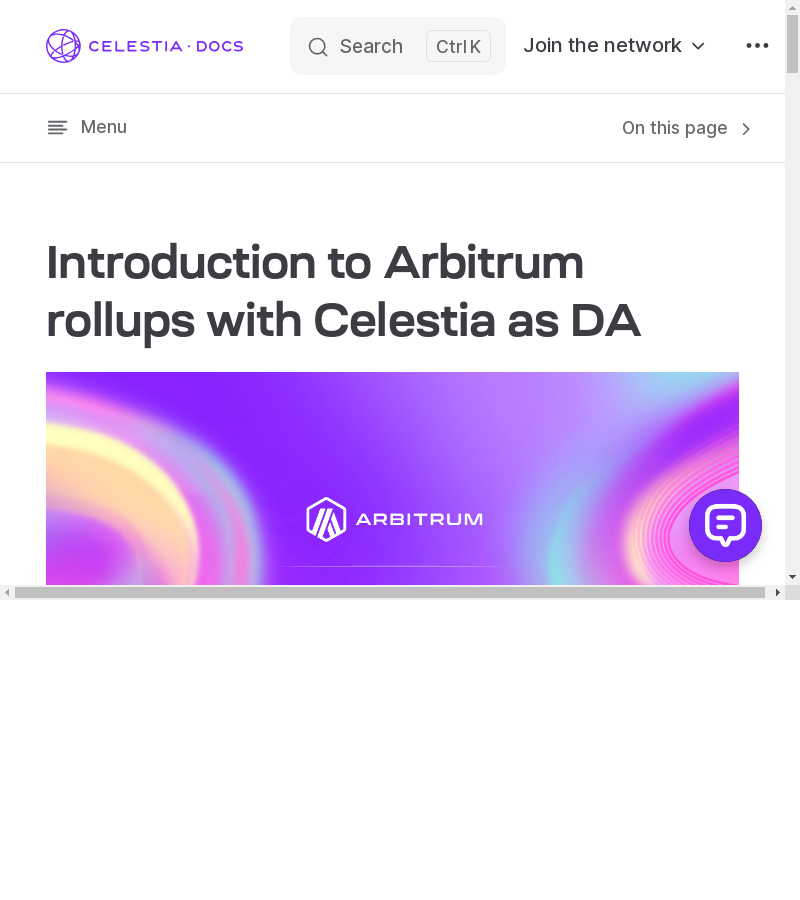 CELESTIA · DOCS
Search
Ctrl K
Join the network
Menu
On this page
Introduction to Arbitrum
rollups with Celestia as DA
ARBITRUM